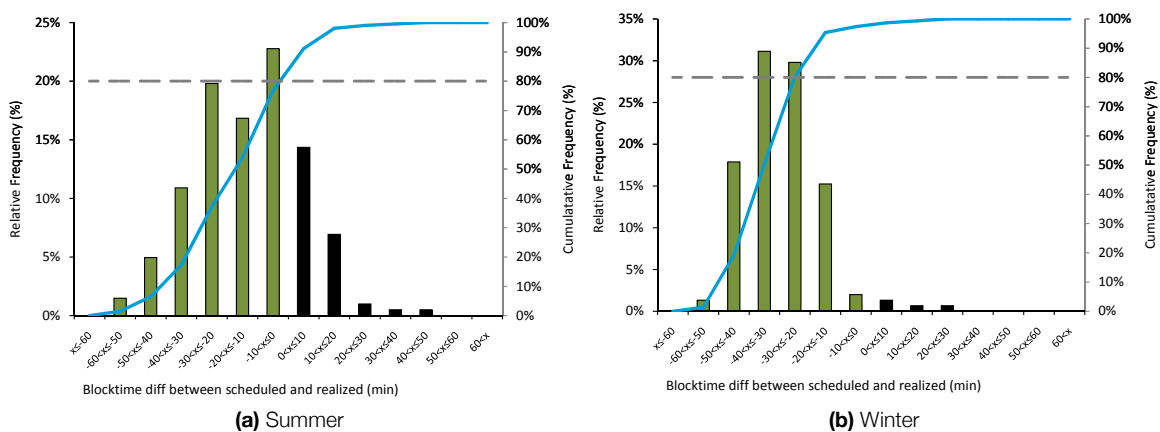 25%
20%
15%
10%
5%
0%
Relative Frequency (%)
100%
90%
80%
70%
60%
50%
40%
30%
20%
10%
0%
Cumulatative Frequency (%)
x≤-60
-60<x≤-50
-50<x≤-40
-40<x≤-30
-30<x≤-20
-20<x≤-10
-10<x≤0
0<x≤10
10<x≤20
20<x≤30
30<x≤40
40<x≤50
50<x≤60
60<x
Blocktime diff between scheduled and realized (min)
(a) Summer
35%
30%
25%
20%
15%
10%
5%
0%
Relative Frequency (%)
100%
90%
80%
70%
60%
50%
40%
30%
20%
10%
0%
Cumulatative Frequency (%)
x≤-60
-60<x≤-50
-50<x≤-40
-40<x≤-30
-30<x≤-20
-20<x≤-10
-10<x≤0
0<x≤10
10<x≤20
20<x≤30
30<x≤40
40<x≤50
50<x≤60
60<x
Blocktime diff between scheduled and realized (min)
(b) Winter